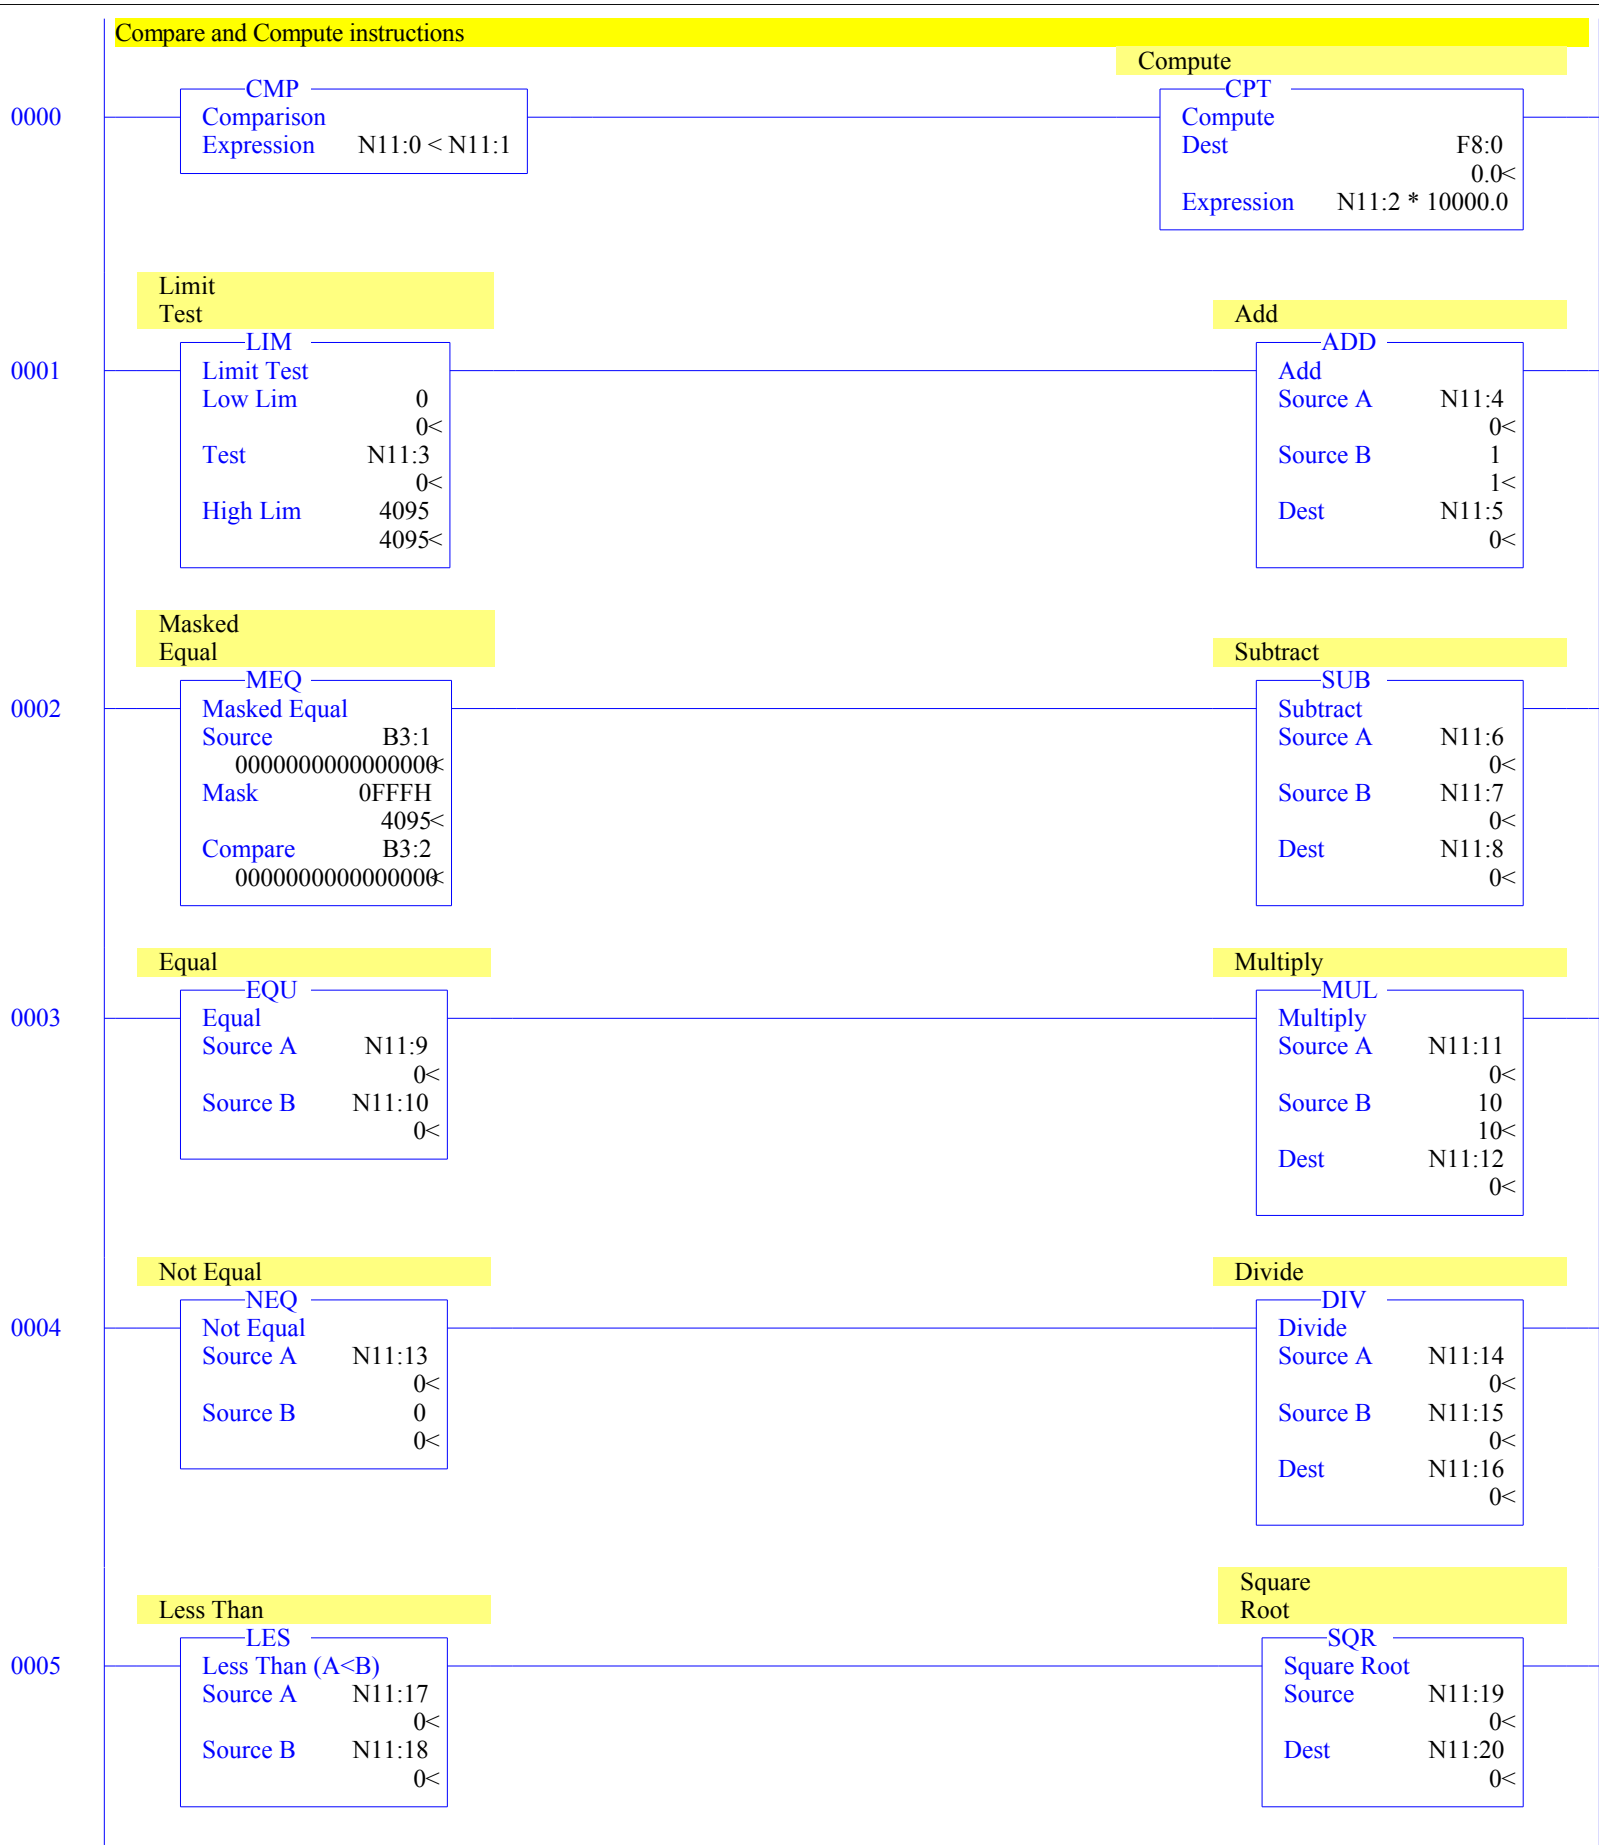 Compare and Compute instructions
Compute
0000
CMP
Comparison
Expression N11:0 < N11:1
CPT
Compute
Dest F8:0
0.0<
Expression N11:2 * 10000.0
Limit
Test
Add
0001
LIM
Limit Test
Low Lim 0
0<
Test N11:3
0<
High Lim 4095
4095<
ADD
Add
Source A N11:4
0<
Source B 1
1<
Dest N11:5
0<
Masked
Equal
Subtract
0002
MEQ
Masked Equal
Source B3:1
0000000000000000<
Mask 0FFFH
4095<
Compare B3:2
0000000000000000<
SUB
Subtract
Source A N11:6
0<
Source B N11:7
0<
Dest N11:8
0<
Equal
Multiply
0003
EQU
Equal
Source A N11:9
0<
Source B N11:10
0<
MUL
Multiply
Source A N11:11
0<
Source B 10
10<
Dest N11:12
0<
Not Equal
Divide
0004
NEQ
Not Equal
Source A N11:13
0<
Source B 0
0<
DIV
Divide
Source A N11:14
0<
Source B N11:15
0<
Dest N11:16
0<
Less Than
Square
Root
0005
LES
Less Than (A<B)
Source A N11:17
0<
Source B N11:18
0<
SQR
Square Root
Source N11:19
0<
Dest N11:20
0<